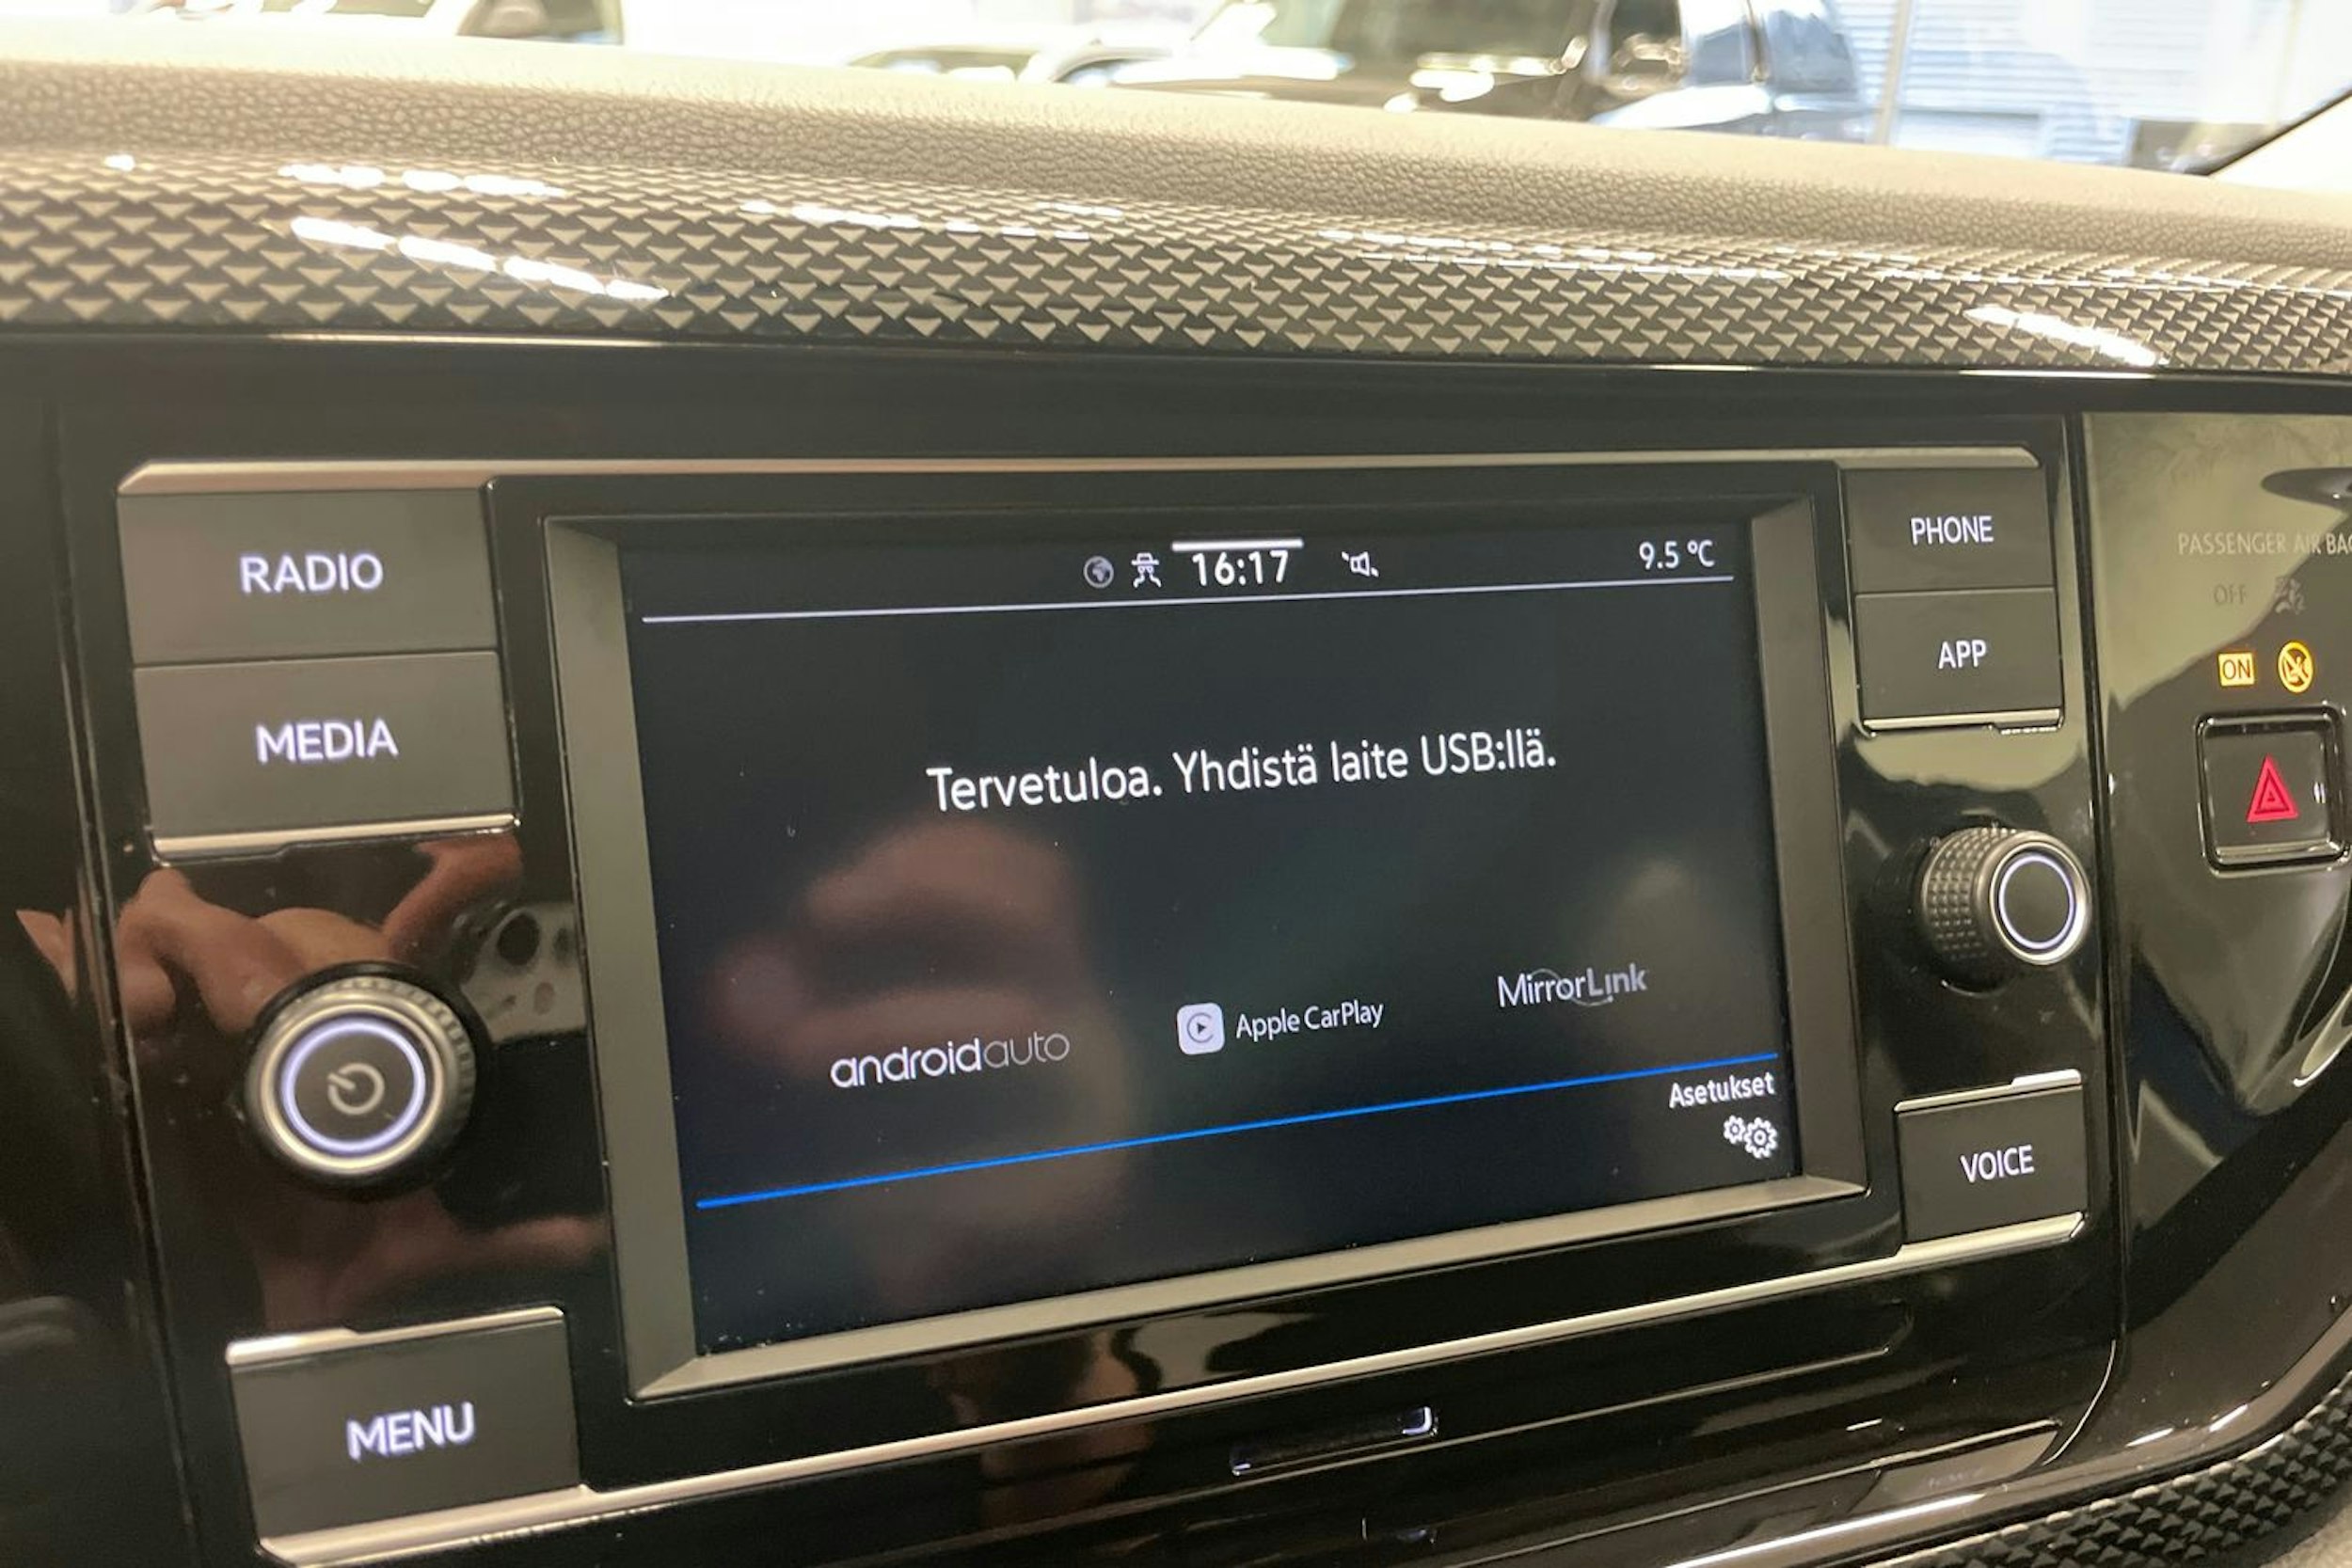 RADIO
MEDIA
MENU
16:17
9.5 °C
Tervetuloa. Yhdistä laite USB:llä.
androidauto
Apple CarPlay
MirrorLink
Asetukset
PHONE
APP
VOICE
PASSENGER AIR BAG
OFF
ON